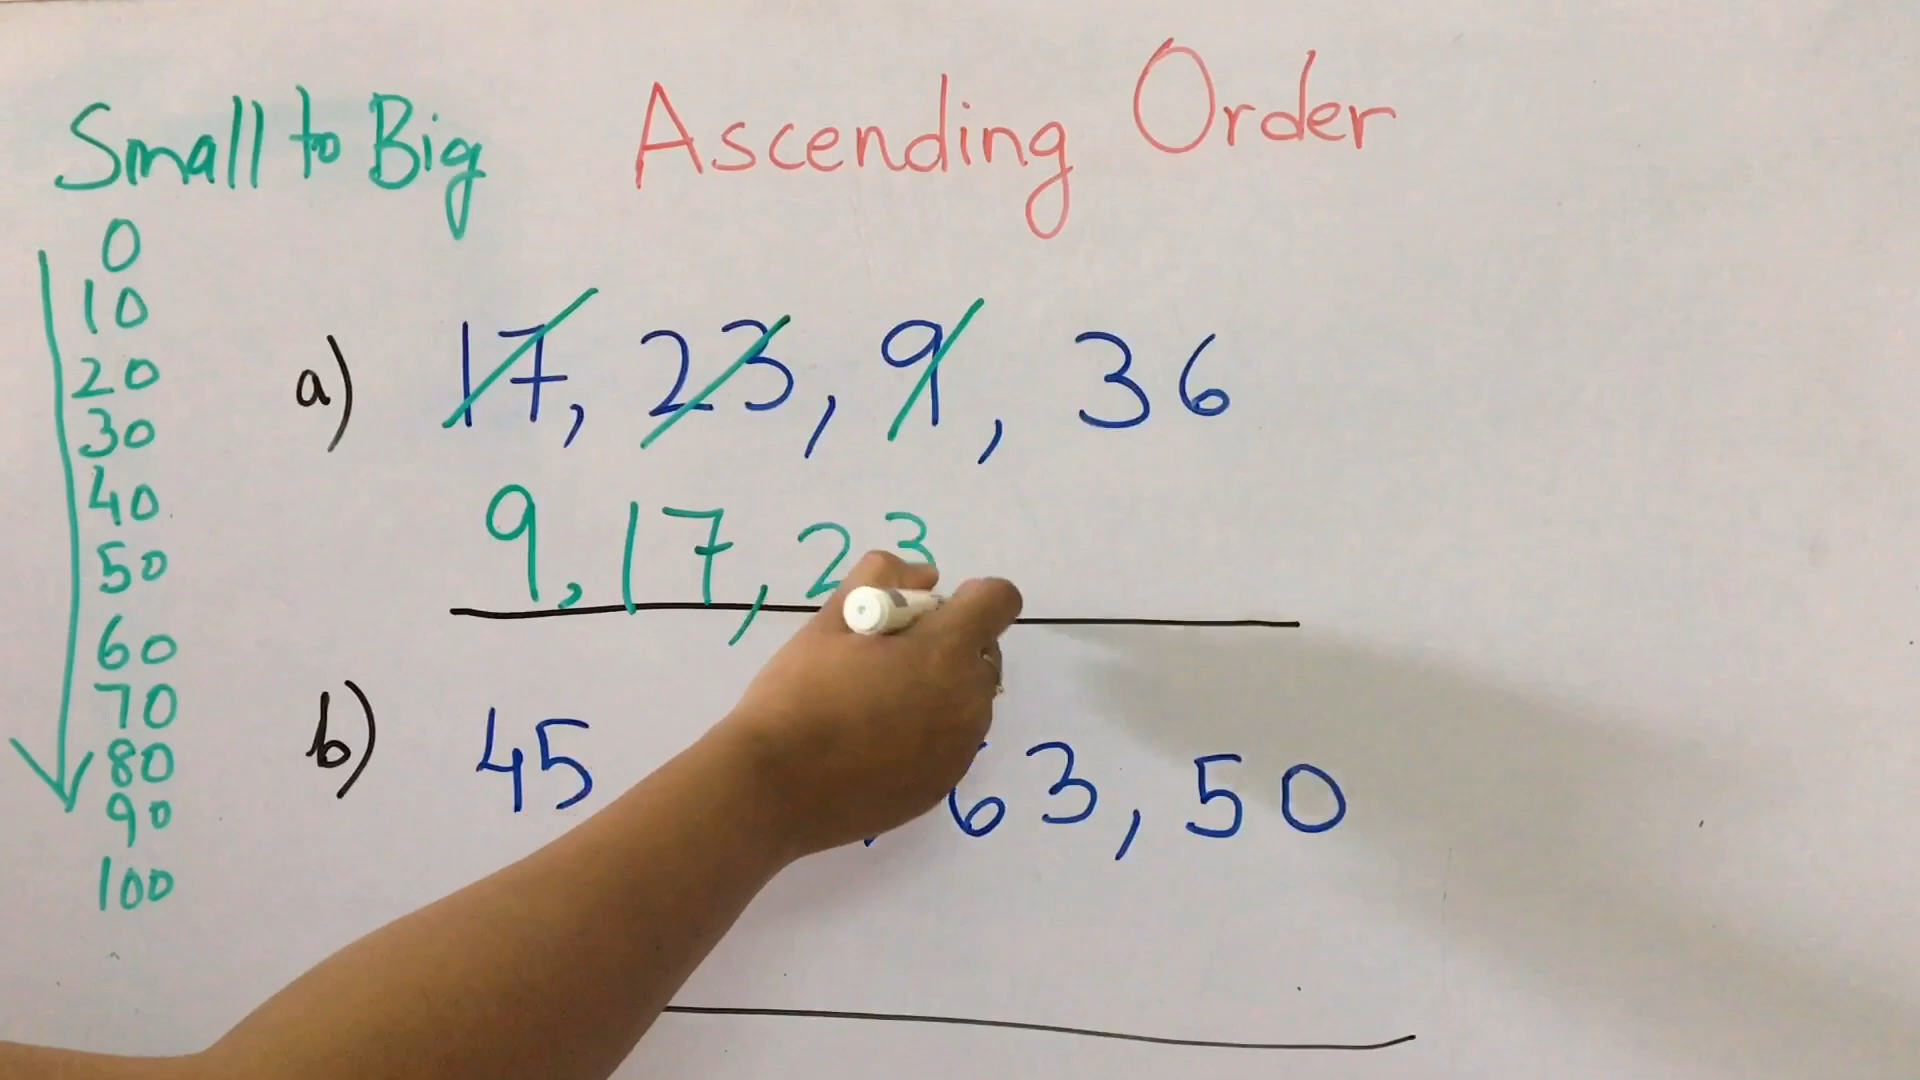 Small to Big
Ascending Order
0
10
20
30
40
50
60
70
80
90
100
a) 17, 23, 9, 36
9, 17, 23
b) 45 63, 50